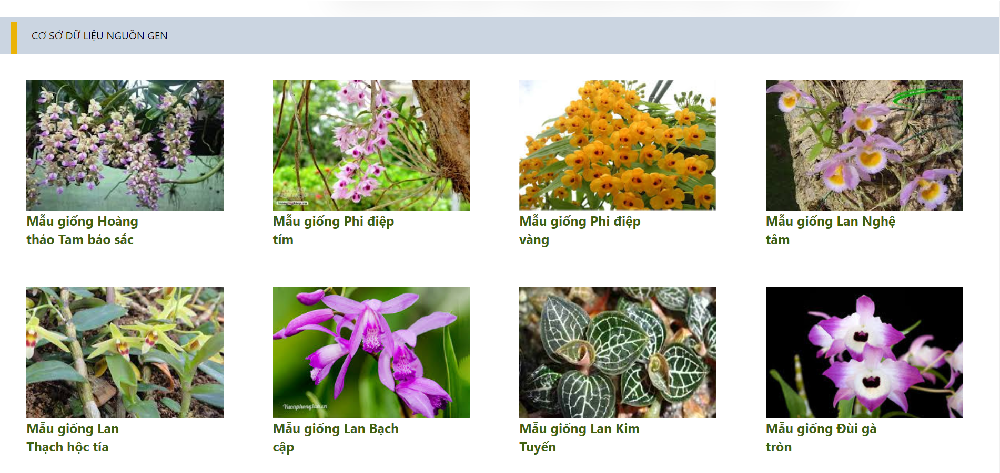 CƠ SỞ DỮ LIỆU NGUỒN GEN
Mẫu giống Hoàng
thảo Tam bảo sắc
Mẫu giống Phi điệp
tím
Mẫu giống Phi điệp
vàng
Mẫu giống Lan Nghệ
tâm
Mẫu giống Lan
Thạch hộc tía
Vuonphonglan.vn
Mẫu giống Lan Bạch
cập
Mẫu giống Lan Kim
Tuyến
Mẫu giống Đùi gà
tròn